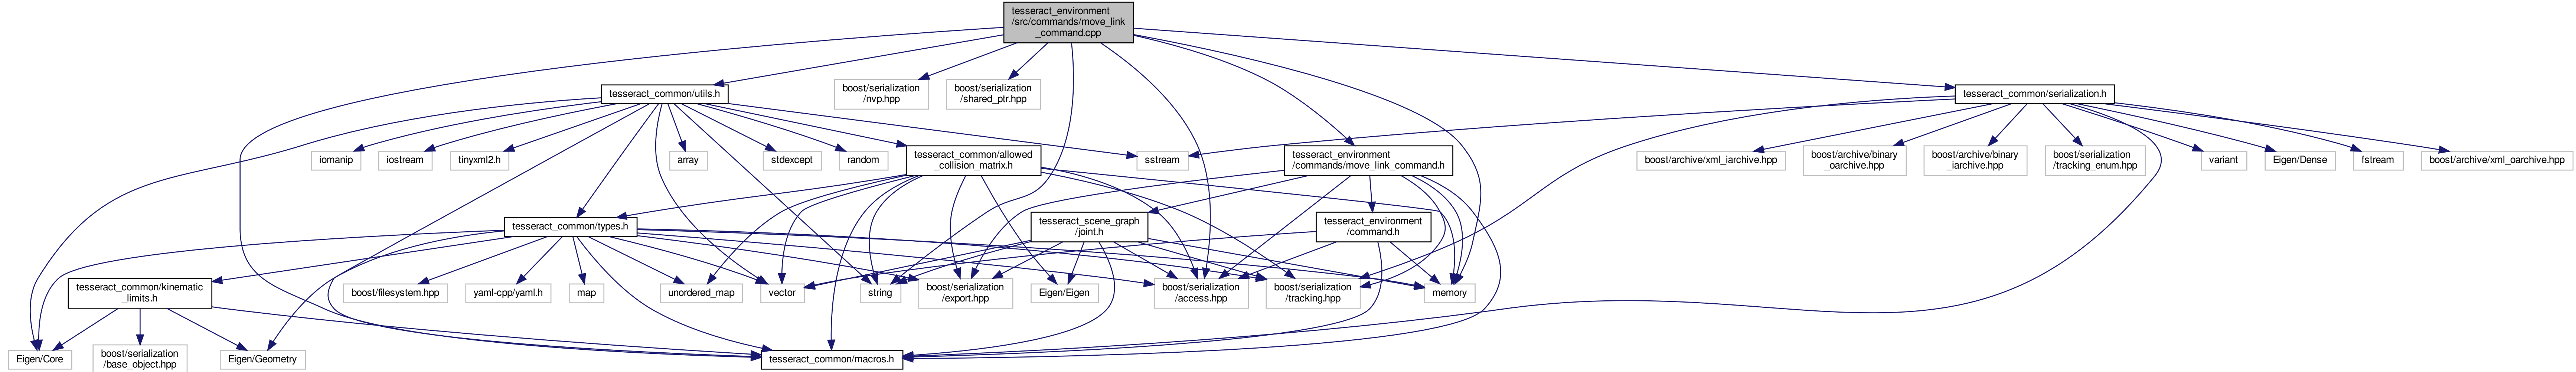 tesseract_environment
/src/commands/move_link
_command.cpp
tesseract_common/utils.h
boost/serialization
/nvp.hpp
boost/serialization
/shared_ptr.hpp
tesseract_common/serialization.h
iomanip
iostream
tinyxml2.h
array
stdexcept
random
tesseract_common/allowed
_collision_matrix.h
sstream
tesseract_environment
/commands/move_link_command.h
boost/archive/xml_iarchive.hpp
boost/archive/binary
_oarchive.hpp
boost/archive/binary
_iarchive.hpp
boost/serialization
/tracking_enum.hpp
variant
Eigen/Dense
fstream
boost/archive/xml_oarchive.hpp
tesseract_common/types.h
tesseract_scene_graph
/joint.h
tesseract_environment
/command.h
tesseract_common/kinematic
_limits.h
boost/filesystem.hpp
yaml-cpp/yaml.h
map
unordered_map
vector
string
boost/serialization
/export.hpp
Eigen/Eigen
boost/serialization
/access.hpp
boost/serialization
/tracking.hpp
memory
Eigen/Core
boost/serialization
/base_object.hpp
Eigen/Geometry
tesseract_common/macros.h